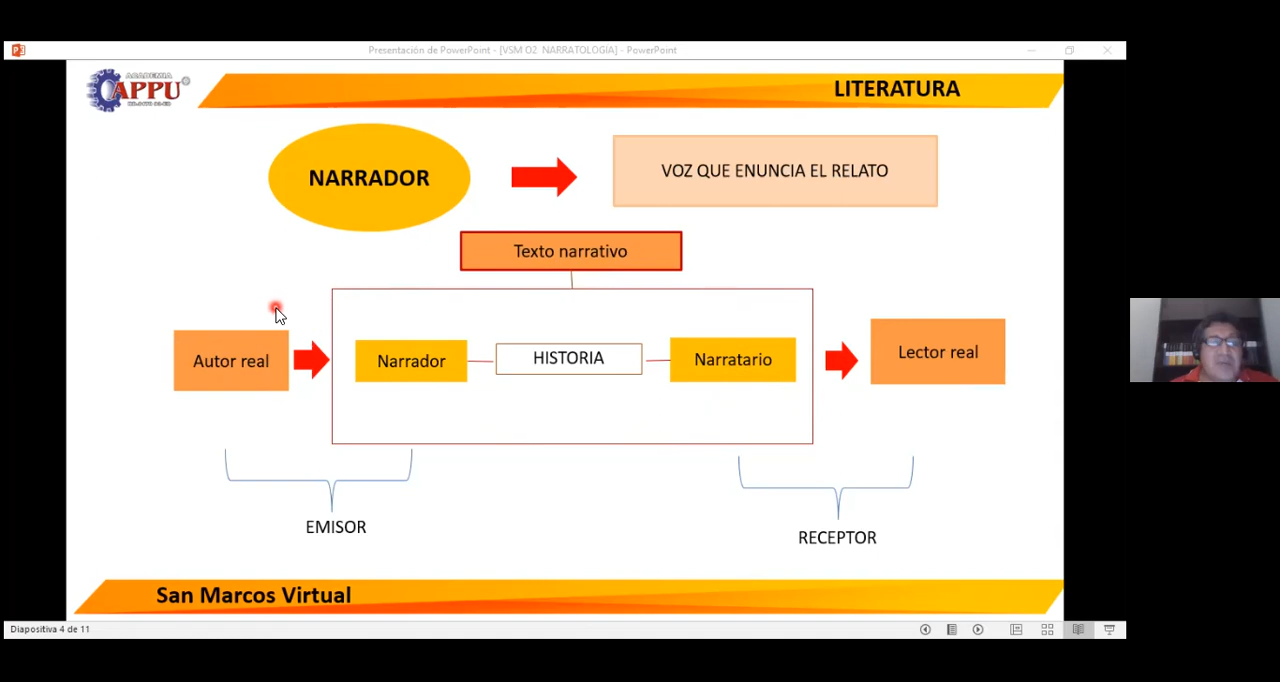 Presentación de PowerPoint - [VSM O2 NARRATOLOGÍA] - PowerPoint
ACADEMIA
APPU
LITERATURA
NARRADOR
VOZ QUE ENUNCIA EL RELATO
Texto narrativo
Autor real
Narrador
HISTORIA
Narratario
Lector real
EMISOR
RECEPTOR
San Marcos Virtual
Diapositiva 4 de 11